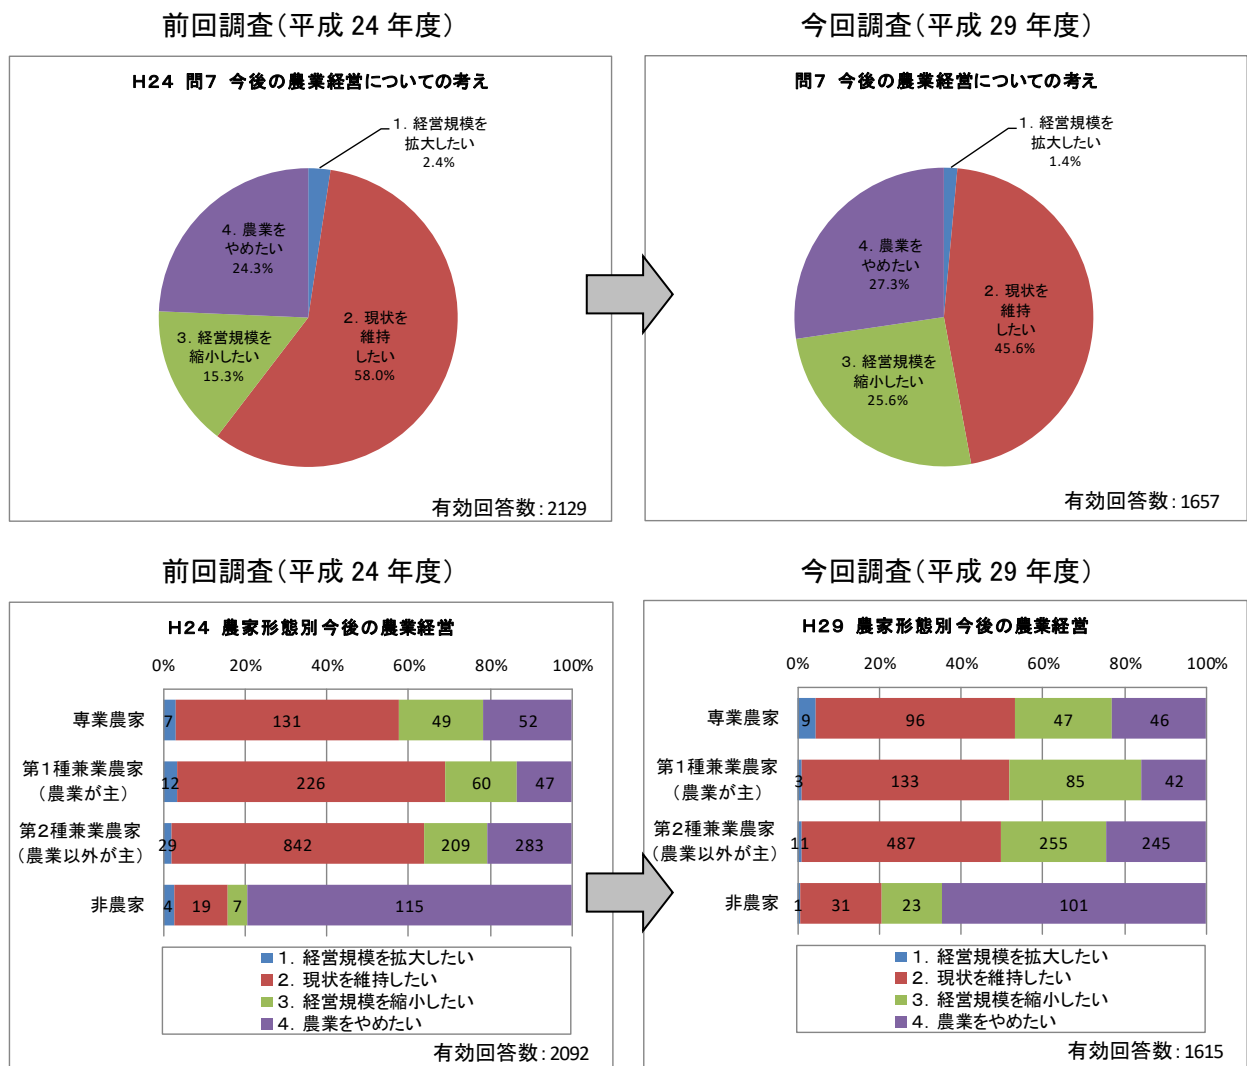 前回調査(平成 24 年度)
今回調査(平成 29 年度)
H24 問7 今後の農業経営についての考え
1. 経営規模を
拡大したい
2.4%
2. 現状を
維持
したい
58.0%
3. 経営規模を
縮小したい
15.3%
4. 農業を
やめたい
24.3%
有効回答数:2129
問7 今後の農業経営についての考え
1. 経営規模を
拡大したい
1.4%
2. 現状を
維持
したい
45.6%
3. 経営規模を
縮小したい
25.6%
4. 農業を
やめたい
27.3%
有効回答数:1657
前回調査(平成 24 年度)
今回調査(平成 29 年度)
H24 農家形態別今後の農業経営
0% 20% 40% 60% 80% 100%
専業農家 7 131 49 52
第1種兼業農家
(農業が主) 12 226 60 47
第2種兼業農家
(農業以外が主) 29 842 209 283
非農家 4 19 7 115
1. 経営規模を拡大したい
2. 現状を維持したい
3. 経営規模を縮小したい
4. 農業をやめたい
有効回答数:2092
H29 農家形態別今後の農業経営
0% 20% 40% 60% 80% 100%
専業農家 9 96 47 46
第1種兼業農家
(農業が主) 3 133 85 42
第2種兼業農家
(農業以外が主) 11 487 255 245
非農家 1 31 23 101
1. 経営規模を拡大したい
2. 現状を維持したい
3. 経営規模を縮小したい
4. 農業をやめたい
有効回答数:1615